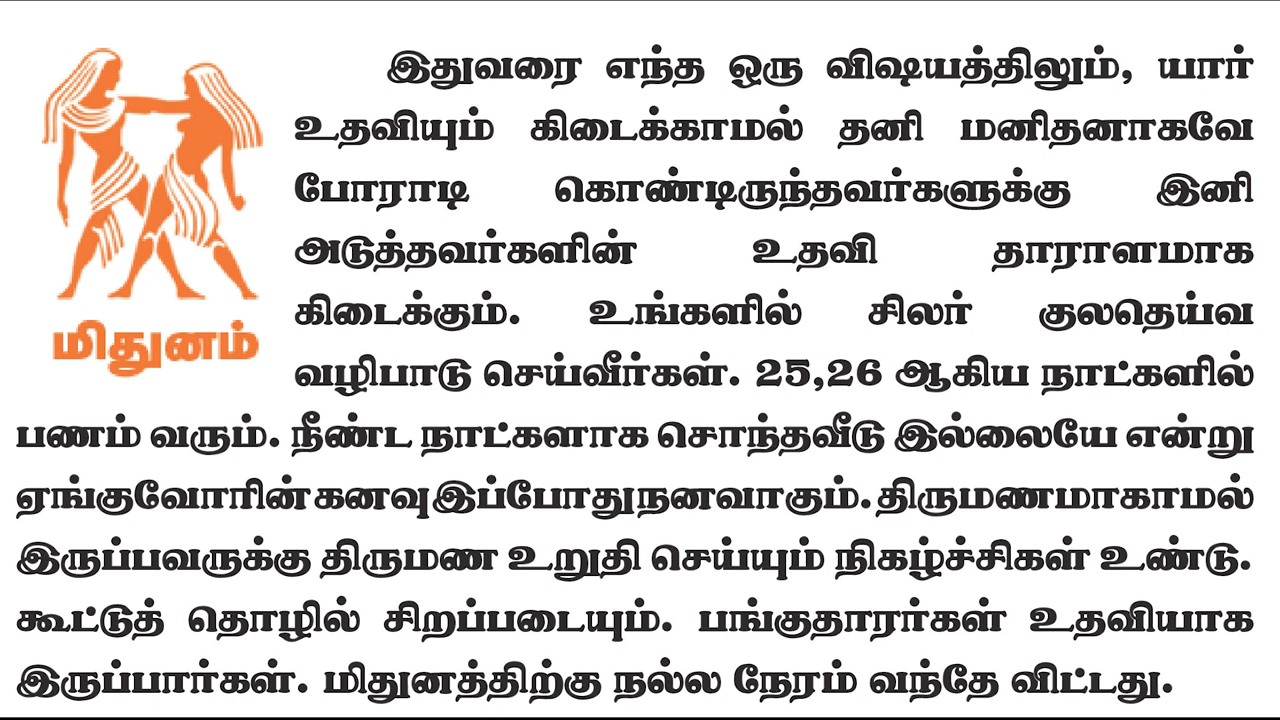 இதுவரை எந்த ஒரு விஷயத்திலும், யார்
உதவியும் கிடைக்காமல் தனி மனிதனாகவே
போராடி கொண்டிருந்தவர்களுக்கு இனி
அடுத்தவர்களின் உதவி தாராளமாக
கிடைக்கும். உங்களில் சிலர் குலதெய்வ
மிதுனம்
வழிபாடு செய்வீர்கள். 25,26 ஆகிய நாட்களில்
பணம் வரும். நீண்ட நாட்களாக சொந்தவீடு இல்லையே என்று
ஏங்குவோரின் கனவு இப்போது நனவாகும். திருமணமாகாமல்
இருப்பவருக்கு திருமண உறுதி செய்யும் நிகழ்ச்சிகள் உண்டு.
கூட்டுத் தொழில் சிறப்படையும். பங்குதாரர்கள் உதவியாக
இருப்பார்கள். மிதுனத்திற்கு நல்ல நேரம் வந்தே விட்டது.